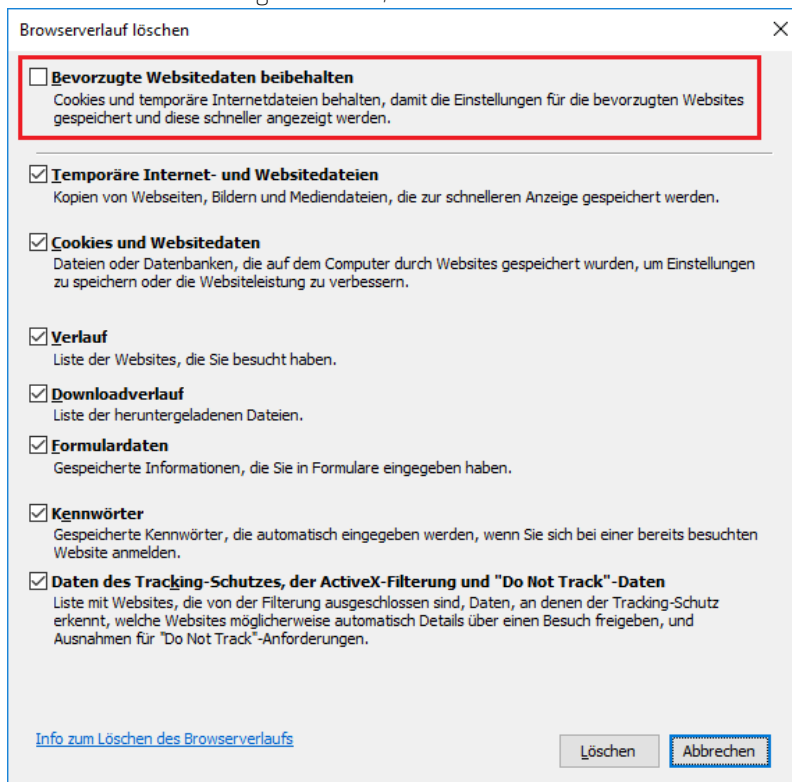 Browserverlauf löschen
Bevorzugte Websitedaten beibehalten
Cookies und temporäre Internetdateien behalten, damit die Einstellungen für die bevorzugten Websites
gespeichert und diese schneller angezeigt werden.
Temporäre Internet- und Websitedateien
Kopien von Webseiten, Bildern und Mediendateien, die zur schnelleren Anzeige gespeichert werden.
Cookies und Websitedaten
Dateien oder Datenbanken, die auf dem Computer durch Websites gespeichert wurden, um Einstellungen
zu speichern oder die Websiteleistung zu verbessern.
Verlauf
Liste der Websites, die Sie besucht haben.
Downloadverlauf
Liste der heruntergeladenen Dateien.
Formulardaten
Gespeicherte Informationen, die Sie in Formulare eingegeben haben.
Kennwörter
Gespeicherte Kennwörter, die automatisch eingegeben werden, wenn Sie sich bei einer bereits besuchten
Website anmelden.
Daten des Tracking-Schutzes, der ActiveX-Filterung und "Do Not Track"-Daten
Liste mit Websites, die von der Filterung ausgeschlossen sind, Daten, an denen der Tracking-Schutz
erkennt, welche Websites möglicherweise automatisch Details über einen Besuch freigeben, und
Ausnahmen für "Do Not Track"-Anforderungen.
Info zum Löschen des Browserverlaufs
Löschen
Abbrechen